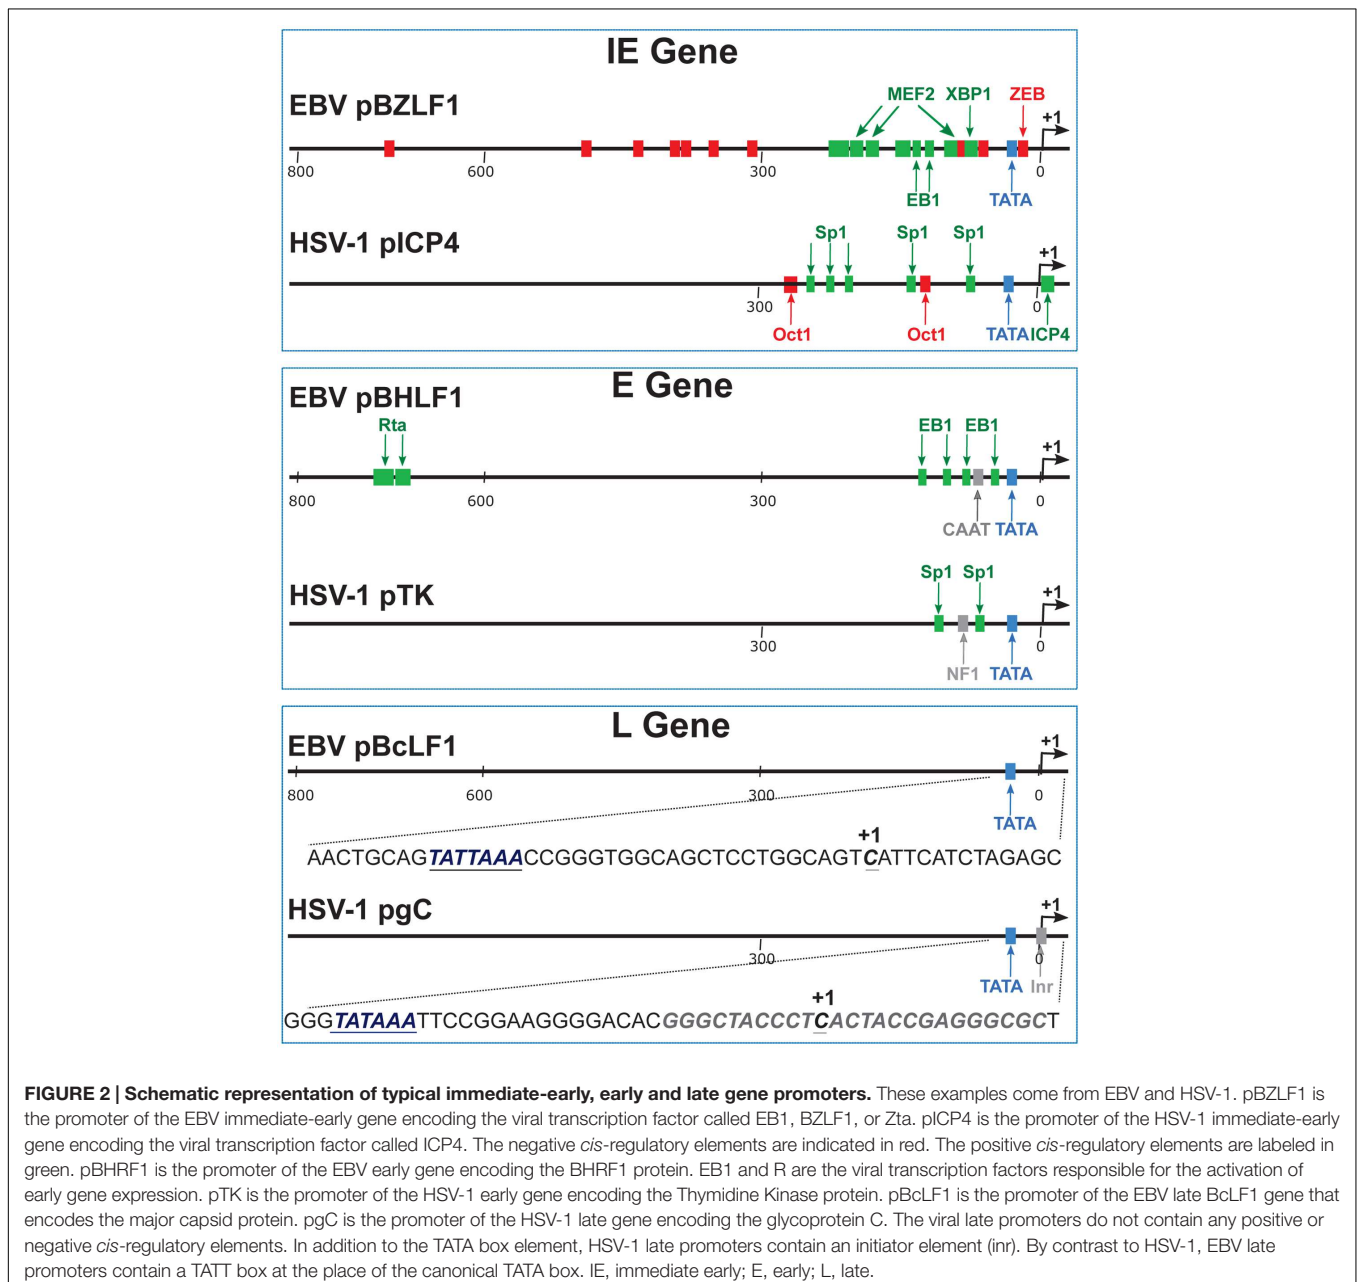 IE Gene
EBV pBZLF1
MEF2 XBP1 ZEB
+1
800 600 300 0
EB1 TATA
HSV-1 pICP4
Sp1 Sp1 Sp1
+1
300 0
Oct1 Oct1 TATA ICP4
E Gene
EBV pBHLF1
Rta EB1 EB1
+1
800 600 300 0
CAAT TATA
HSV-1 pTK
Sp1 Sp1
+1
300 0
NF1 TATA
L Gene
EBV pBcLF1
+1
800 600 300 0
TATA
+1
AACTGCAGTATTAAACCGGGTGGCAGCTCCTGGCAGTCATTCATCTAGAGC
HSV-1 pgC
+1
300 0
TATA Inr
+1
GGGTATAAATTCCGGAAGGGGACACGGGCTACCCTCACTACCGAGGGCGCT
FIGURE 2 | Schematic representation of typical immediate-early, early and late gene promoters. These examples come from EBV and HSV-1. pBZLF1 is
the promoter of the EBV immediate-early gene encoding the viral transcription factor called EB1, BZLF1, or Zta. pICP4 is the promoter of the HSV-1 immediate-early
gene encoding the viral transcription factor called ICP4. The negative cis-regulatory elements are indicated in red. The positive cis-regulatory elements are labeled in
green. pBHRF1 is the promoter of the EBV early gene encoding the BHRF1 protein. EB1 and R are the viral transcription factors responsible for the activation of
early gene expression. pTK is the promoter of the HSV-1 early gene encoding the Thymidine Kinase protein. pBcLF1 is the promoter of the EBV late BcLF1 gene that
encodes the major capsid protein. pgC is the promoter of the HSV-1 late gene encoding the glycoprotein C. The viral late promoters do not contain any positive or
negative cis-regulatory elements. In addition to the TATA box element, HSV-1 late promoters contain an initiator element (inr). By contrast to HSV-1, EBV late
promoters contain a TATT box at the place of the canonical TATA box. IE, immediate early; E, early; L, late.